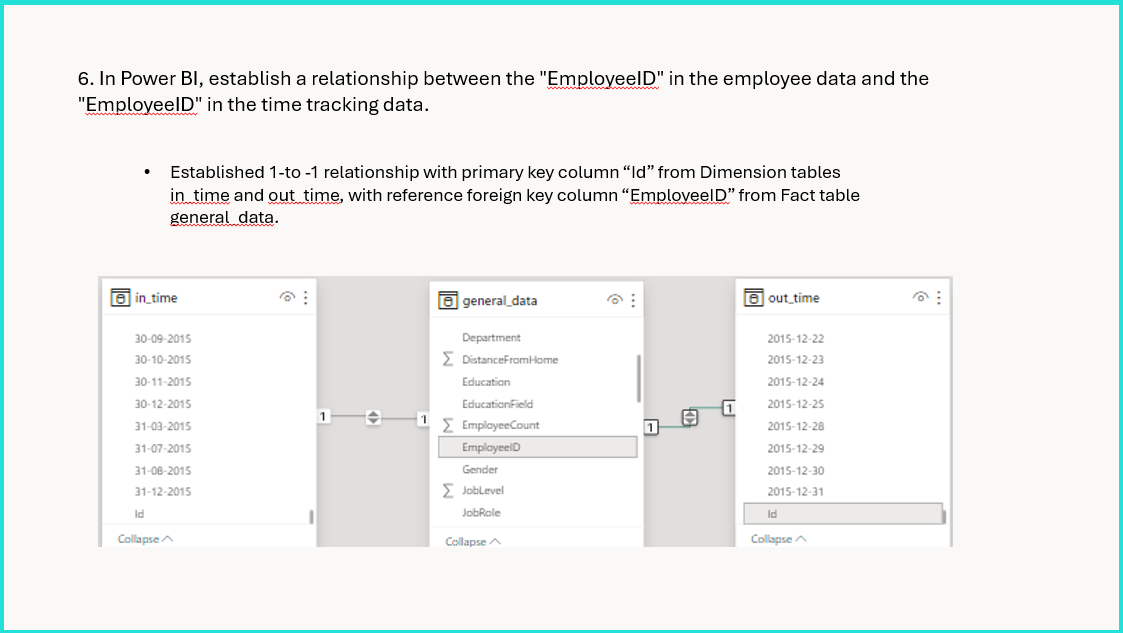 6. In Power BI, establish a relationship between the "EmployeeID" in the employee data and the
"EmployeeID" in the time tracking data.
• Established 1-to -1 relationship with primary key column “Id” from Dimension tables
in_time and out_time, with reference foreign key column “EmployeeID” from Fact table
general_data.
in_time
30-09-2015
30-10-2015
30-11-2015
30-12-2015
31-03-2015
31-07-2015
31-08-2015
31-12-2015
Id
Collapse
1
1
general_data
Department
DistanceFromHome
Education
EducationField
EmployeeCount
EmployeeID
Gender
JobLevel
JobRole
Collapse
1
1
out_time
2015-12-22
2015-12-23
2015-12-24
2015-12-25
2015-12-28
2015-12-29
2015-12-30
2015-12-31
Id
Collapse